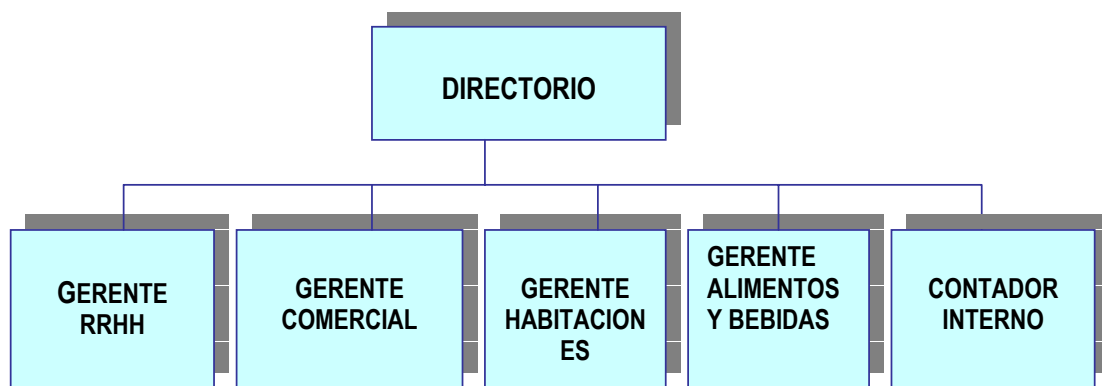 DIRECTORIO
GERENTE
RRHH
GERENTE
COMERCIAL
GERENTE
HABITACION
ES
GERENTE
ALIMENTOS
Y BEBIDAS
CONTADOR
INTERNO